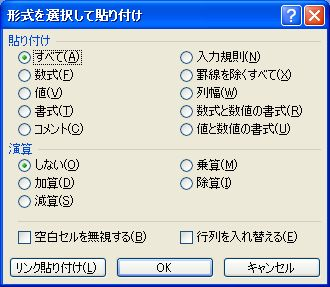 形式を選択して貼り付け
貼り付け
すべて(A) 入力規則(N)
数式(F) 罫線を除くすべて(X)
値(V) 列幅(W)
書式(T) 数式と数値の書式(R)
コメント(C) 値と数値の書式(U)
演算
しない(O) 乗算(M)
加算(D) 除算(I)
減算(S)
空白セルを無視する(B) 行列を入れ替える(E)
リンク貼り付け(L) OK キャンセル